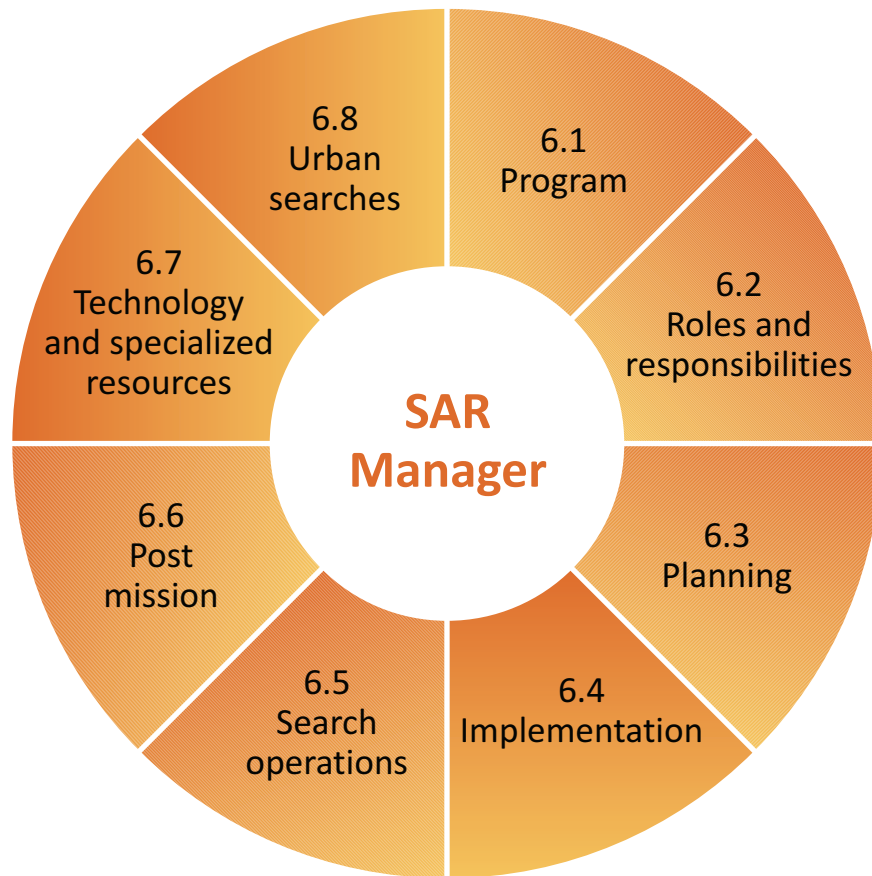 SAR
Manager
6.1
Program
6.2
Roles and
responsibilities
6.3
Planning
6.4
Implementation
6.5
Search
operations
6.6
Post
mission
6.7
Technology
and specialized
resources
6.8
Urban
searches